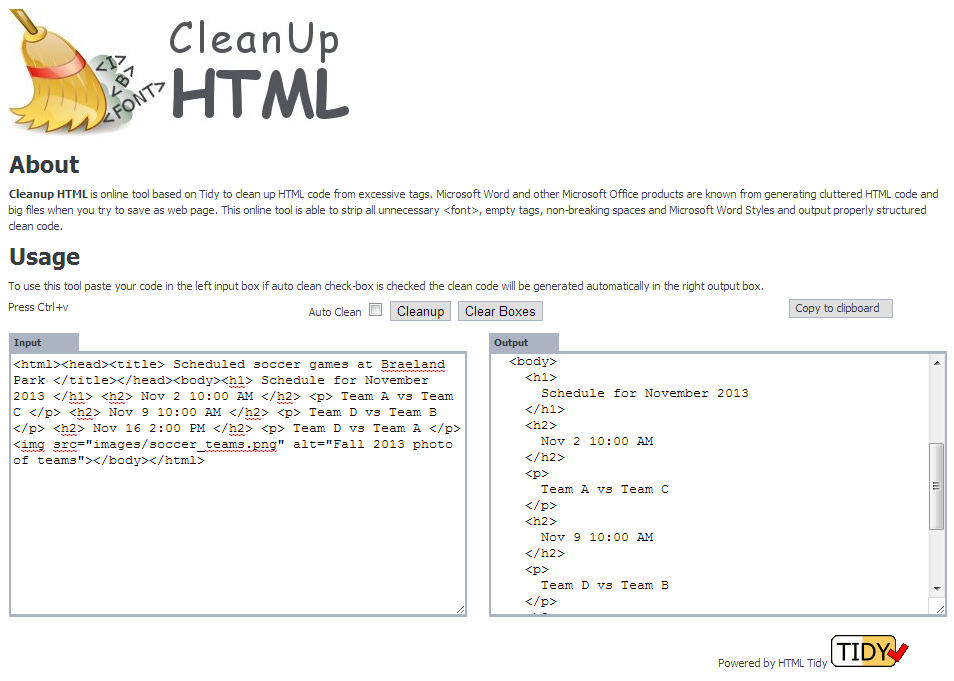 <I>
<B>
<FONT>
CleanUp
HTML
About
Cleanup HTML is online tool based on Tidy to clean up HTML code from excessive tags. Microsoft Word and other Microsoft Office products are known from generating cluttered HTML code and
big files when you try to save as web page. This online tool is able to strip all unnecessary <font>, empty tags, non-breaking spaces and Microsoft Word Styles and output properly structured
clean code.
Usage
To use this tool paste your code in the left input box if auto clean check-box is checked the clean code will be generated automatically in the right output box.
Press Ctrl+v
Auto Clean
Cleanup
Clear Boxes
Copy to clipboard
Input
<html><head><title> Scheduled soccer games at Braeland
Park </title></head><body><h1> Schedule for November
2013 </h1> <h2> Nov 2 10:00 AM </h2> <p> Team A vs Team
C </p> <h2> Nov 9 10:00 AM </h2> <p> Team D vs Team B
</p> <h2> Nov 16 2:00 PM </h2> <p> Team D vs Team A </p>
<img src="images/soccer_teams.png" alt="Fall 2013 photo
of teams"></body></html>
Output
<body>
<h1>
Schedule for November 2013
</h1>
<h2>
Nov 2 10:00 AM
</h2>
<p>
Team A vs Team C
</p>
<h2>
Nov 9 10:00 AM
</h2>
<p>
Team D vs Team B
</p>
Powered by HTML Tidy
TIDY